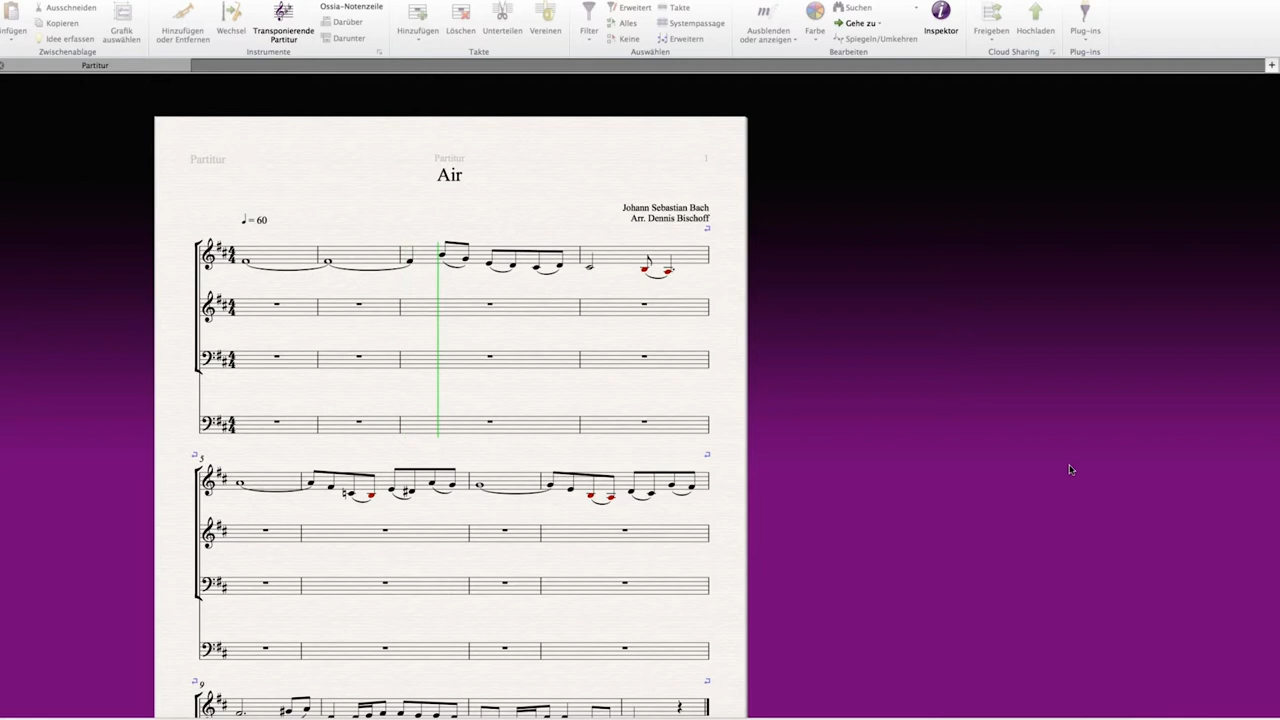 Ausschneiden
Kopieren
Idee erfassen
Zwischenablage
Grafik
auswählen
Hinzufügen
oder Entfernen
Wechsel
Transponierende
Partitur
Ossia-Notenzeile
Darüber
Darunter
Instrumente
Hinzufügen
Löschen
Unterteilen
Vereinen
Takte
Filter
Erweitert
Alles
Keine
Takte
Systempassage
Erweitern
Auswählen
Ausblenden
oder anzeigen
Farbe
Suchen
Gehe zu
Spiegeln/Umkehren
Bearbeiten
Inspektor
Freigeben
Hochladen
Cloud Sharing
Plug-ins
Plug-ins
Partitur
Partitur
Partitur
1
Air
Johann Sebastian Bach
Arr. Dennis Bischoff
= 60
5
9